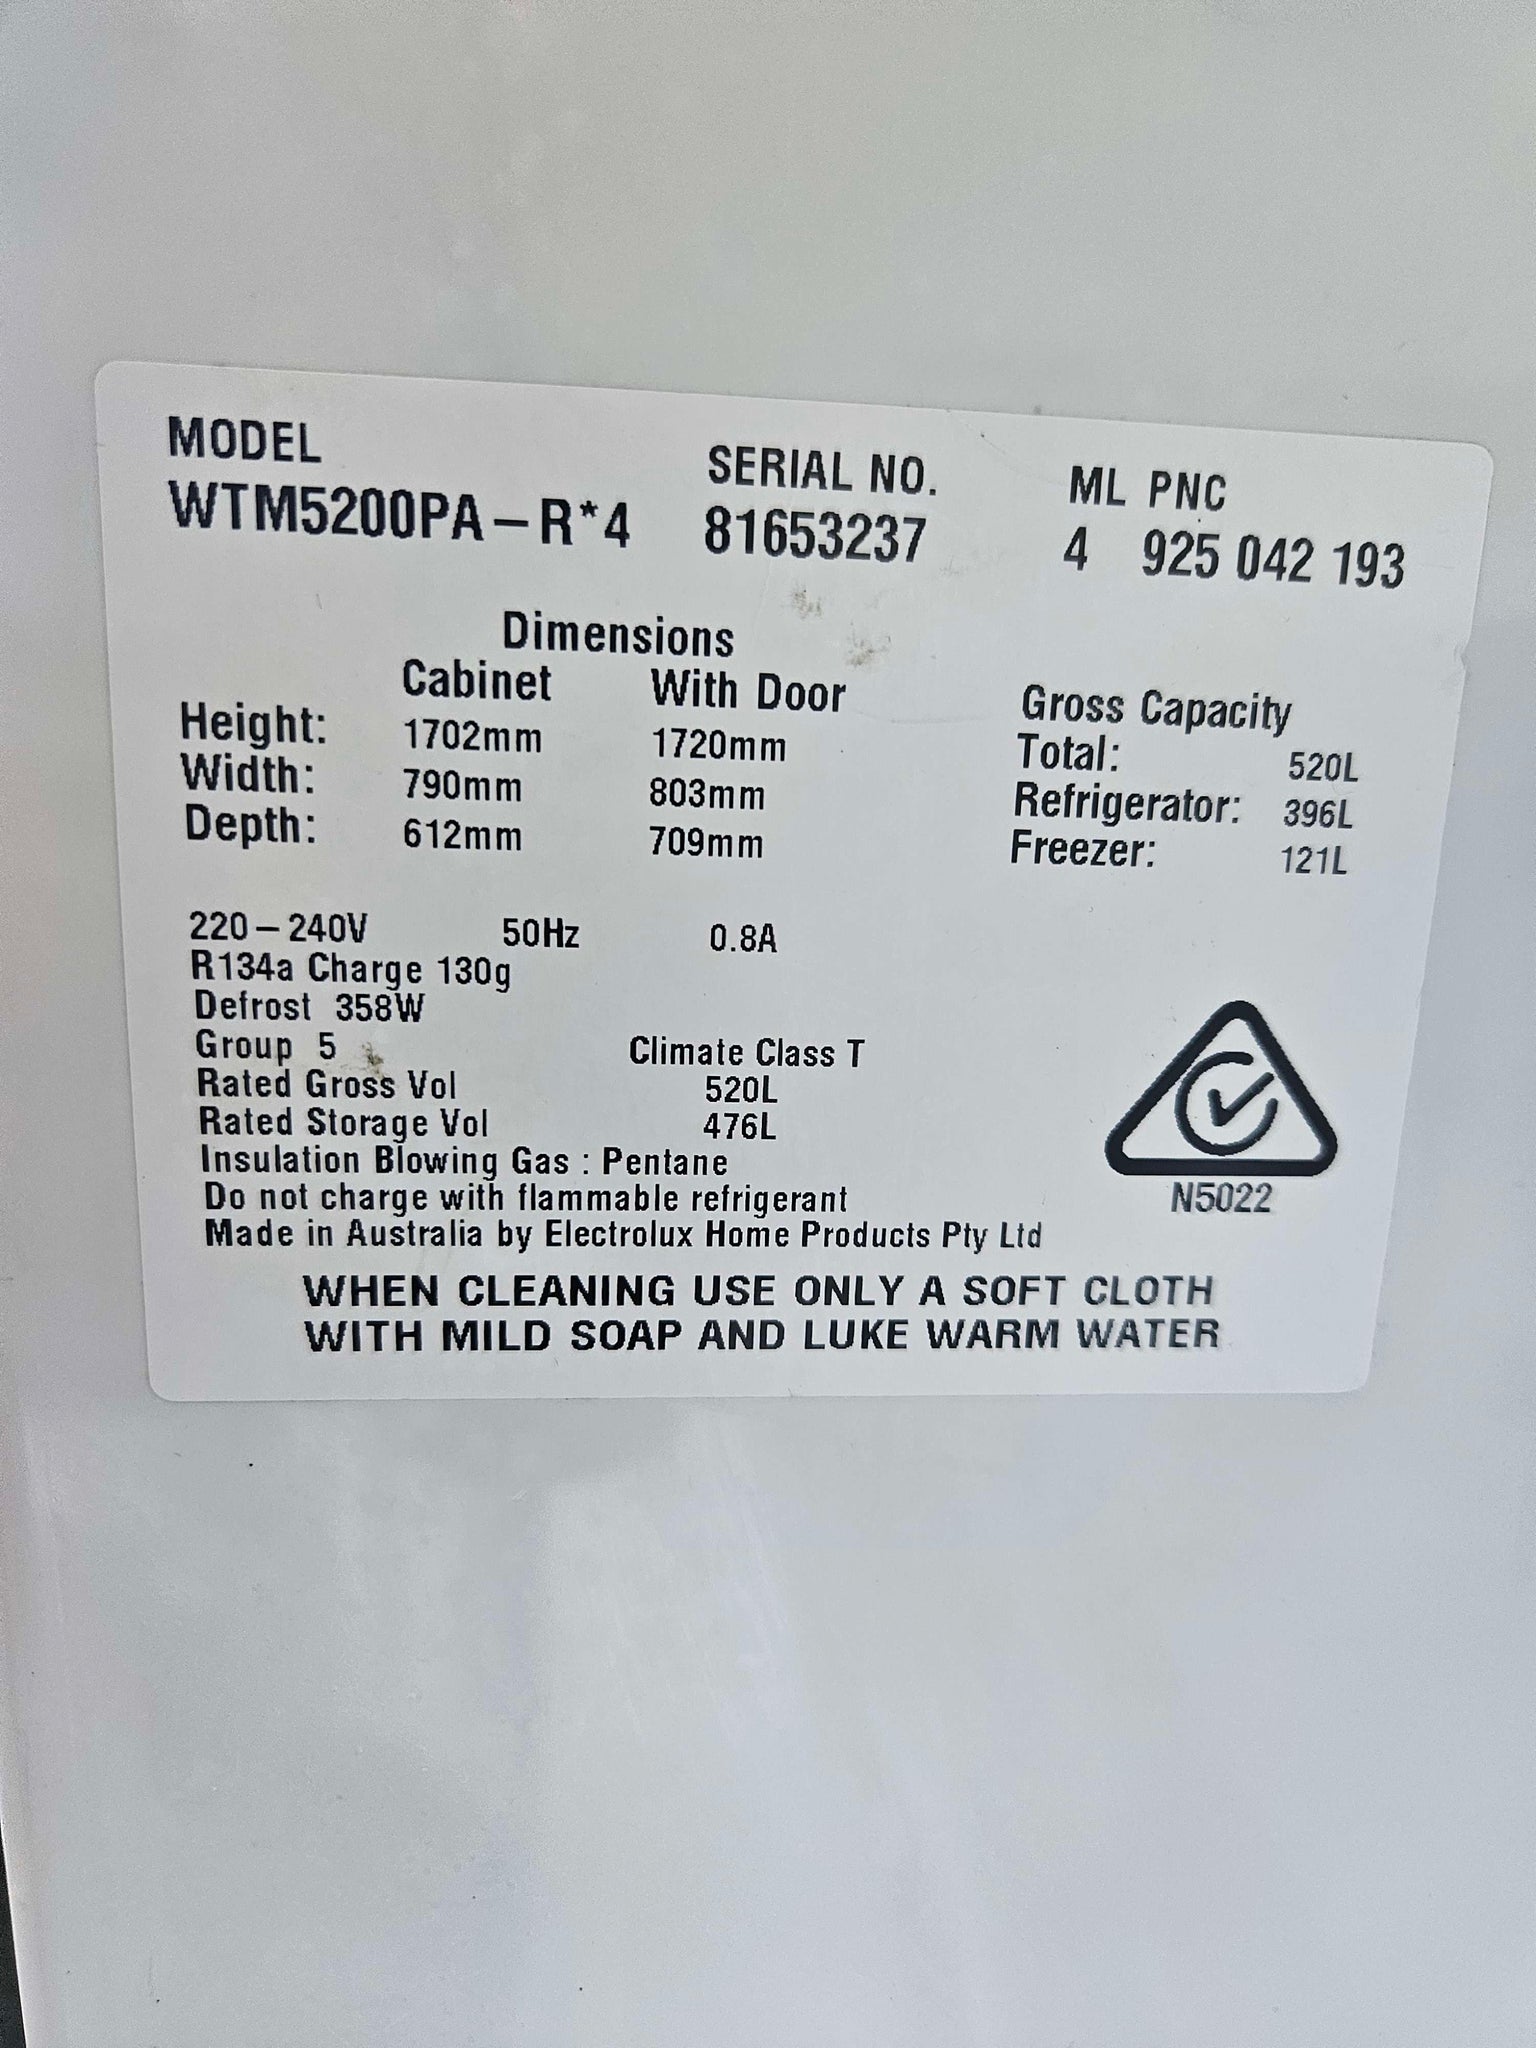 MODEL SERIAL NO. ML PNC
WTM5200PA-R*4 81653237 4 925 042 193
Dimensions
Cabinet With Door Gross Capacity
Height: 1702mm 1720mm Total: 520L
Width: 790mm 803mm Refrigerator: 396L
Depth: 612mm 709mm Freezer: 121L
220-240V 50Hz 0.8A
R134a Charge 130g
Defrost 358W
Group 5 Climate Class T
Rated Gross Vol 520L
Rated Storage Vol 476L
Insulation Blowing Gas : Pentane
Do not charge with flammable refrigerant
N5022
Made in Australia by Electrolux Home Products Pty Ltd
WHEN CLEANING USE ONLY A SOFT CLOTH
WITH MILD SOAP AND LUKE WARM WATER